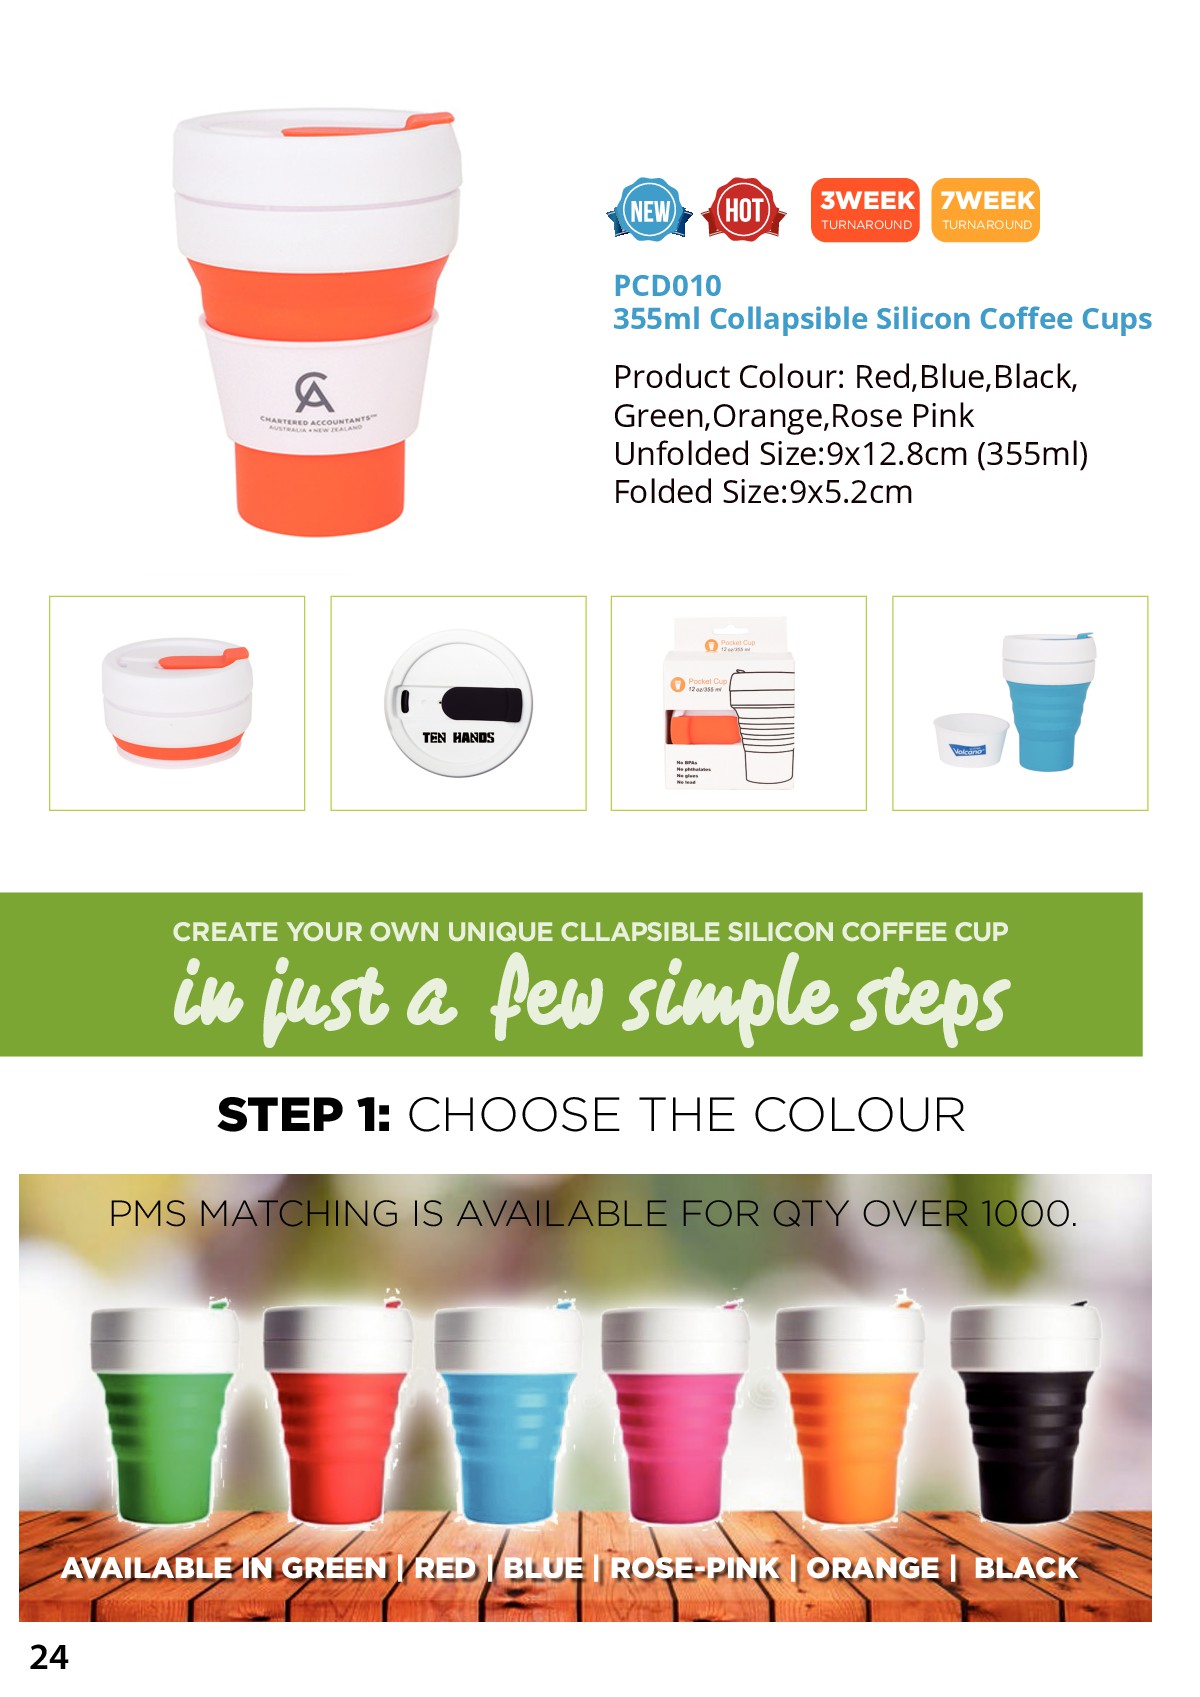 NEW
HOT
3WEEK
TURNAROUND
7WEEK
TURNAROUND
PCD010
355ml Collapsible Silicon Coffee Cups
Product Colour: Red,Blue,Black,
Green,Orange,Rose Pink
Unfolded Size:9x12.8cm (355ml)
Folded Size:9x5.2cm
CA
CHARTERED ACCOUNTANTS™
AUSTRALIA + NEW ZEALAND
TEN HANDS
Pocket Cup
12 oz/355 ml
Pocket Cup
12 oz/355 ml
No BPAs
No phthalates
No glues
No lead
Volcano
CREATE YOUR OWN UNIQUE CLLAPSIBLE SILICON COFFEE CUP
in just a few simple steps
STEP 1: CHOOSE THE COLOUR
PMS MATCHING IS AVAILABLE FOR QTY OVER 1000.
AVAILABLE IN GREEN | RED | BLUE | ROSE-PINK | ORANGE | BLACK
24